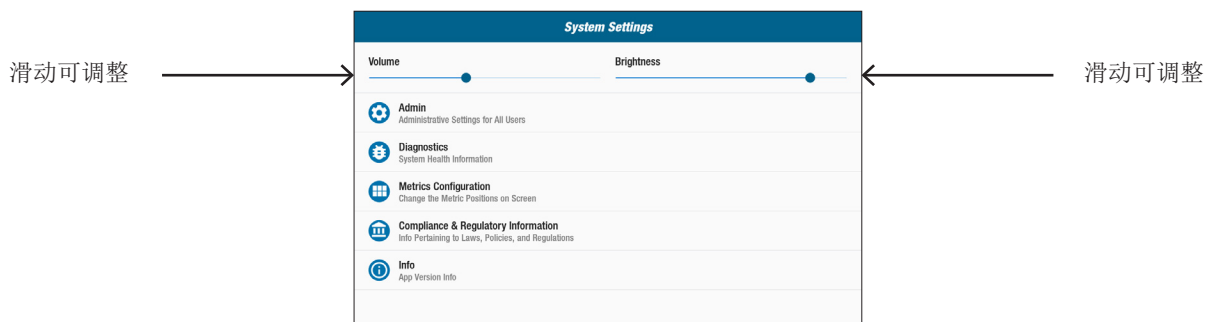 System Settings
滑动可调整
Volume
Brightness
滑动可调整
Admin
Administrative Settings for All Users
Diagnostics
System Health Information
Metrics Configuration
Change the Metric Positions on Screen
Compliance & Regulatory Information
Info Pertaining to Laws, Policies, and Regulations
Info
App Version Info